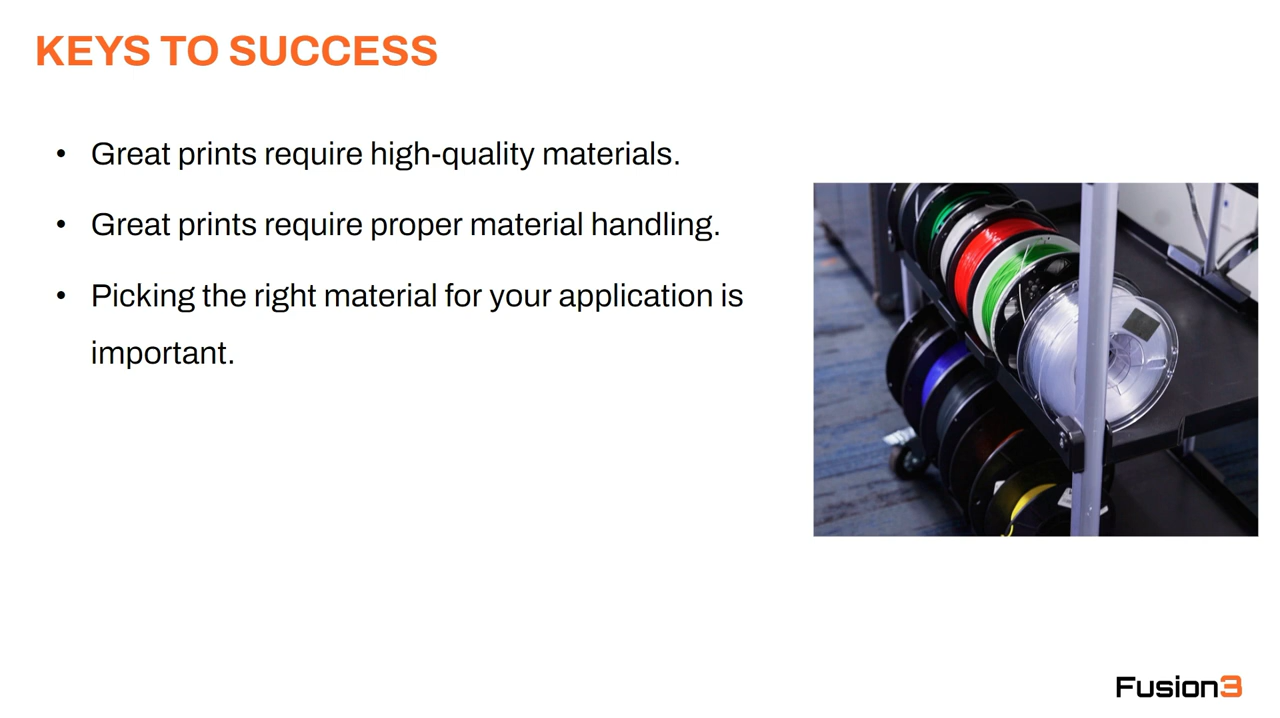 KEYS TO SUCCESS
• Great prints require high-quality materials.
• Great prints require proper material handling.
• Picking the right material for your application is
important.
Fusion3